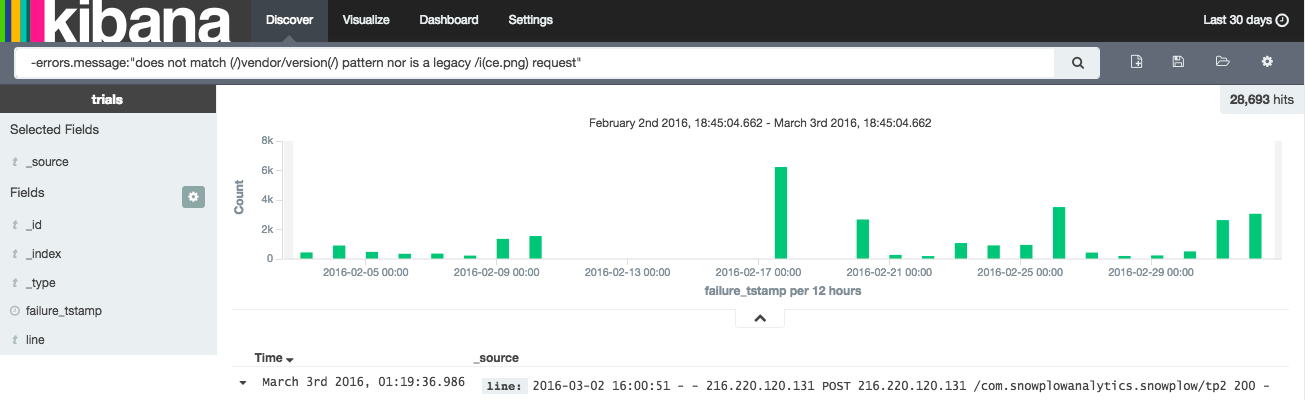 kibana Discover Visualize Dashboard Settings Last 30 days
-errors.message:"does not match (/)vendor/version(/) pattern nor is a legacy /i(ce.png) request"
trials
28,693 hits
Selected Fields
t _source
Fields
t _id
t _index
t _type
failure_tstamp
t line
February 2nd 2016, 18:45:04.662 - March 3rd 2016, 18:45:04.662
Count
8k
6k
4k
2k
0
2016-02-05 00:00 2016-02-09 00:00 2016-02-13 00:00 2016-02-17 00:00 2016-02-21 00:00 2016-02-25 00:00 2016-02-29 00:00
failure_tstamp per 12 hours
Time _source
March 3rd 2016, 01:19:36.986 line: 2016-03-02 16:00:51 - - 216.220.120.131 POST 216.220.120.131 /com.snowplowanalytics.snowplow/tp2 200 -